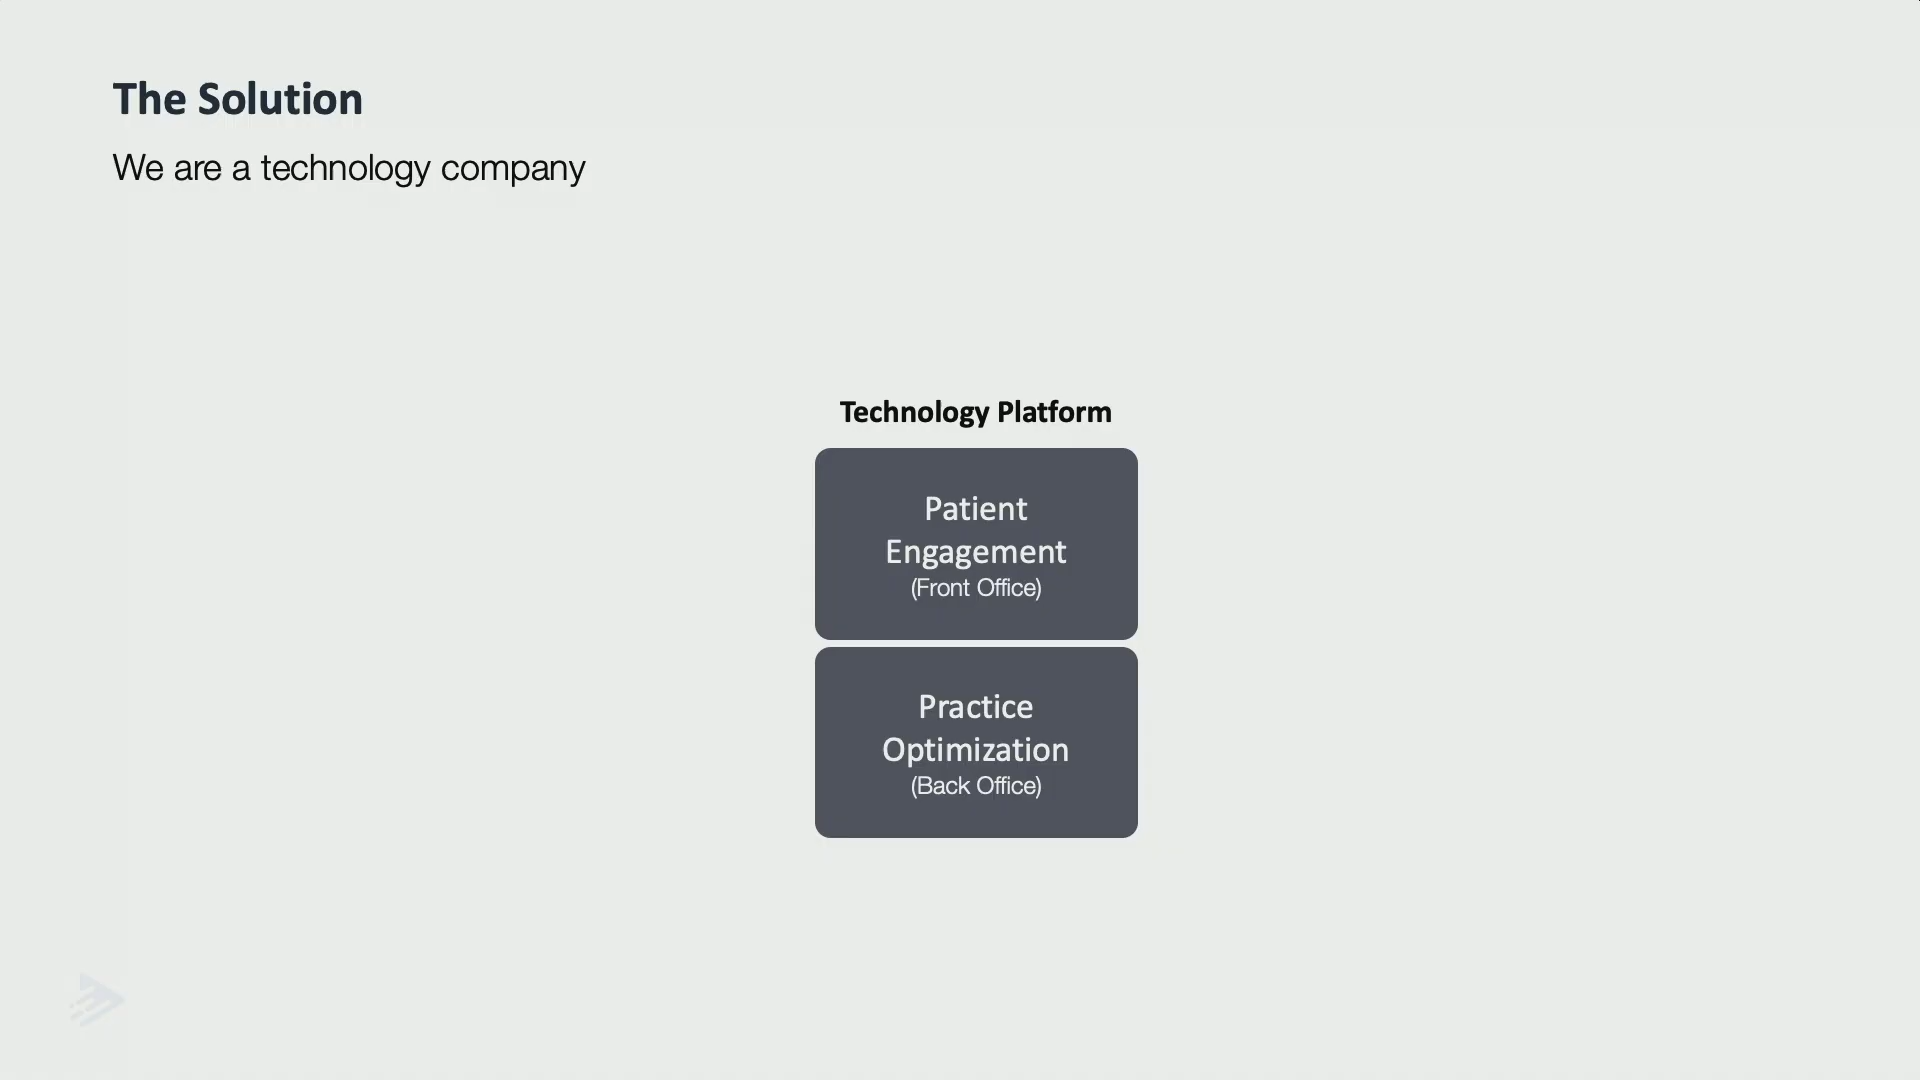 The Solution
We are a technology company
Technology Platform
Patient
Engagement
(Front Office)
Practice
Optimization
(Back Office)